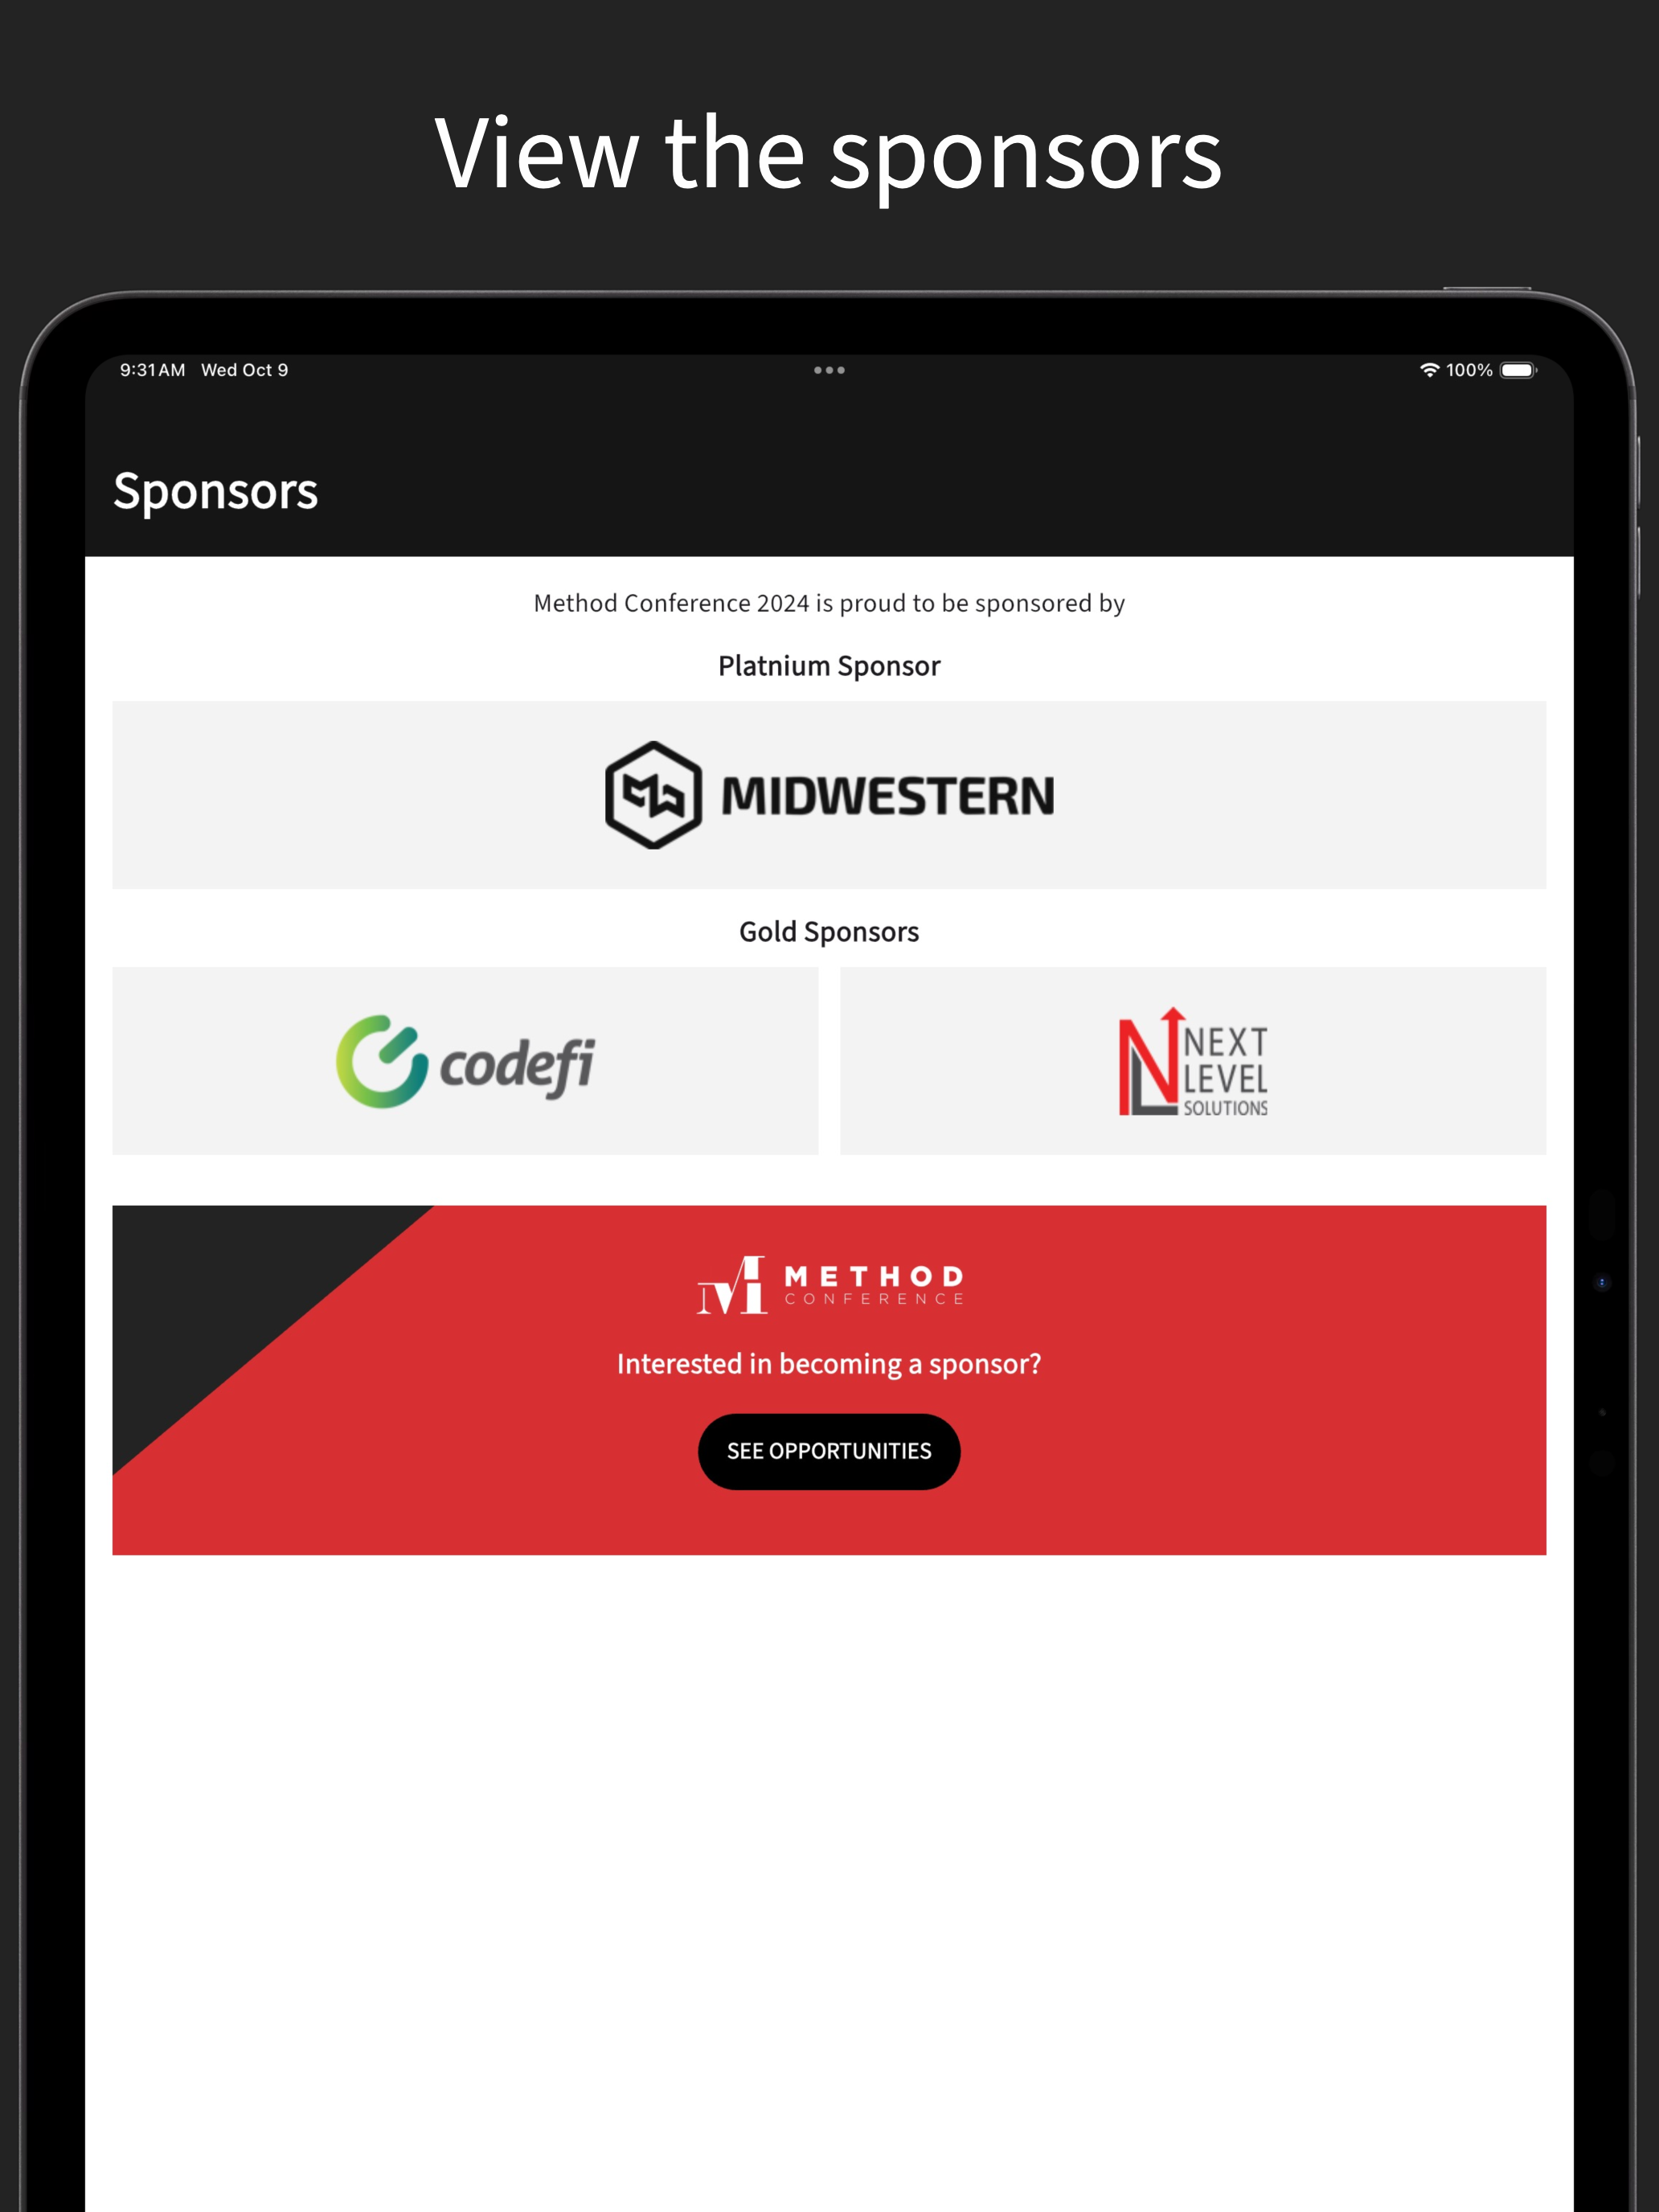 View the sponsors
9:31 AM Wed Oct 9
100%
Sponsors
Method Conference 2024 is proud to be sponsored by
Platnium Sponsor
MIDWESTERN
Gold Sponsors
codefi
NEXT
LEVEL
SOLUTIONS
METHOD
CONFERENCE
Interested in becoming a sponsor?
SEE OPPORTUNITIES